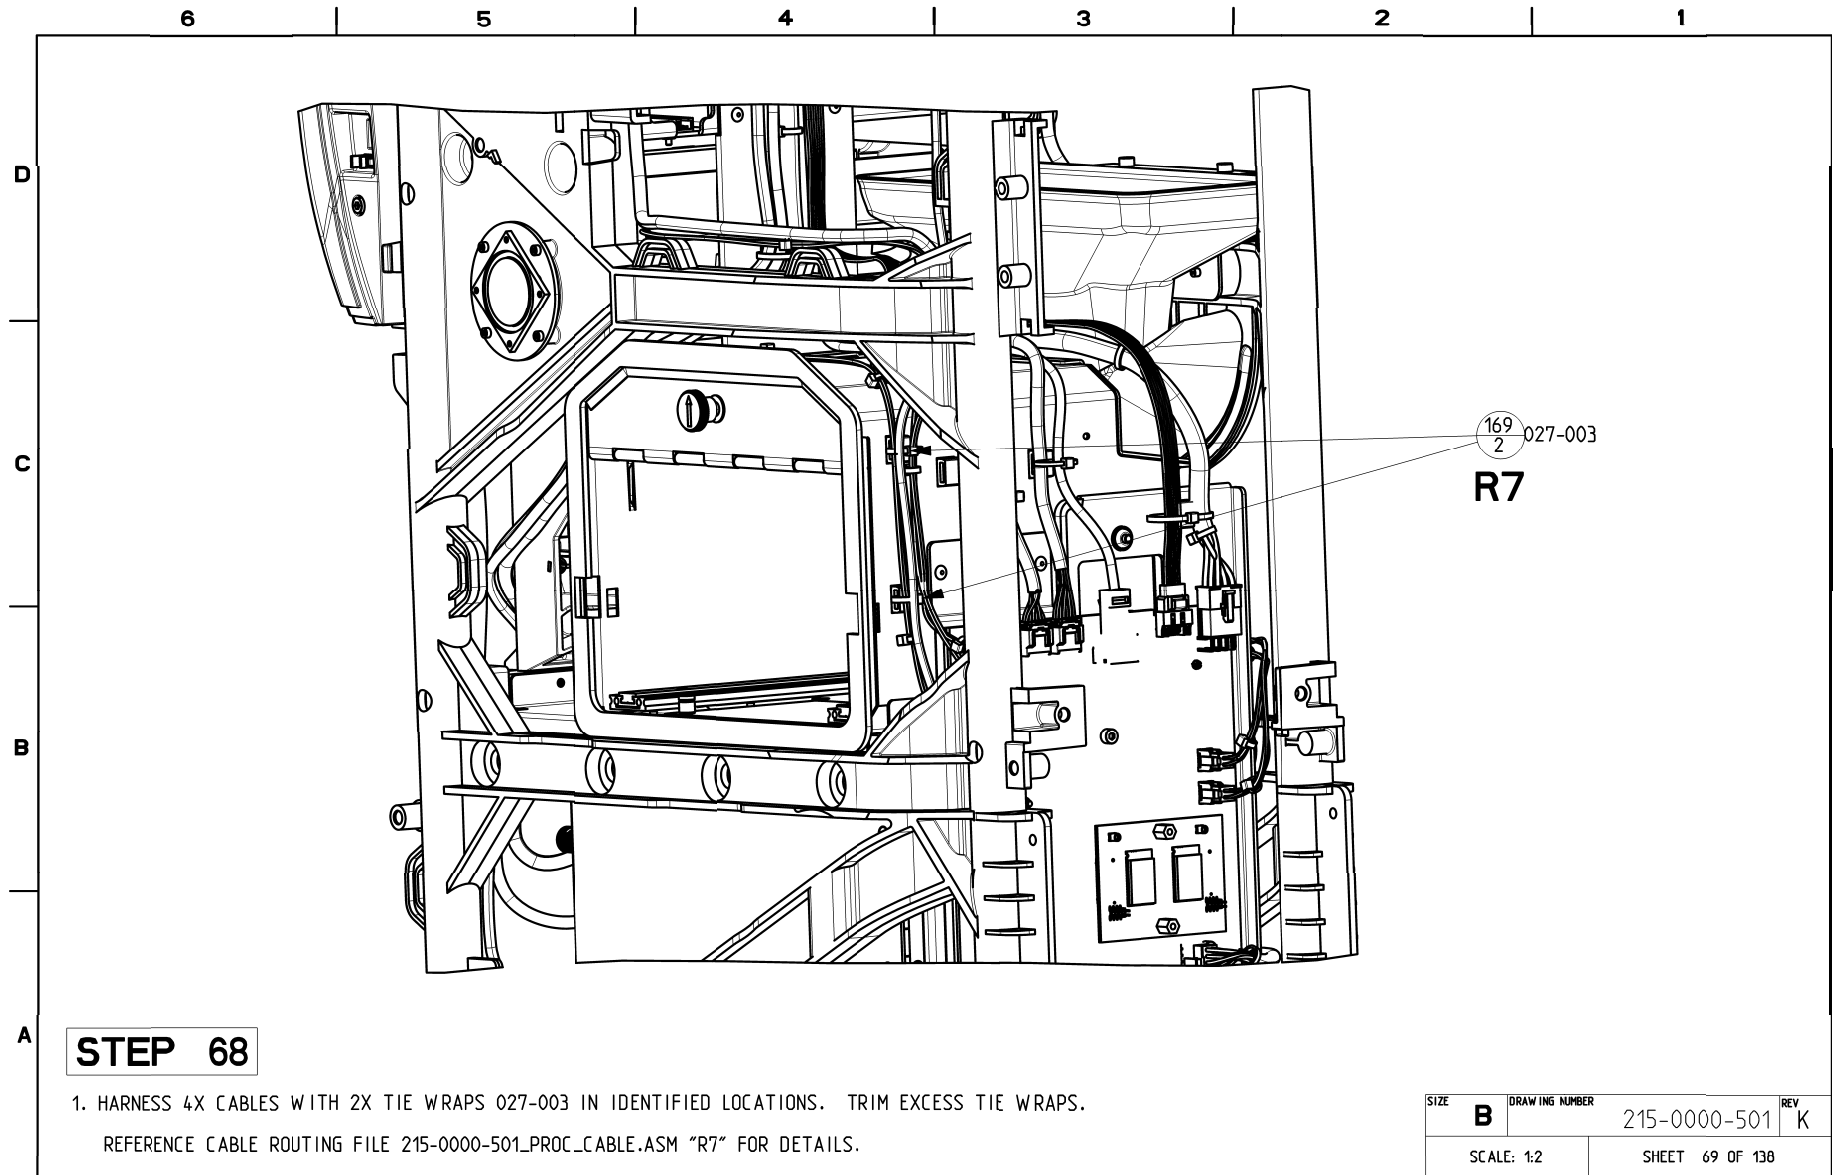 6 5 4 3 2 1
D
C
B
A
169
2
027-003
R7
STEP 68
1. HARNESS 4X CABLES WITH 2X TIE WRAPS 027-003 IN IDENTIFIED LOCATIONS. TRIM EXCESS TIE WRAPS.
REFERENCE CABLE ROUTING FILE 215-0000-501_PROC_CABLE.ASM "R7" FOR DETAILS.
SIZE
B
DRAWING NUMBER
215-0000-501
REV
K
SCALE: 1:2
SHEET 69 OF 138